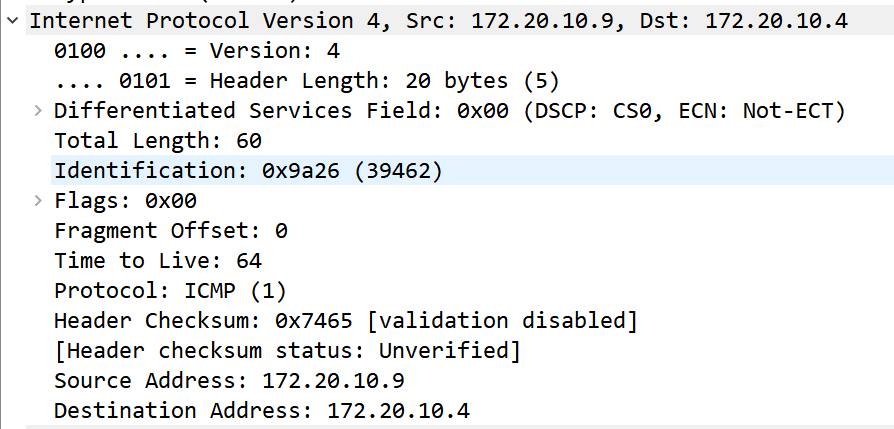 Internet Protocol Version 4, Src: 172.20.10.9, Dst: 172.20.10.4
0100 .... = Version: 4
.... 0101 = Header Length: 20 bytes (5)
Differentiated Services Field: 0x00 (DSCP: CS0, ECN: Not-ECT)
Total Length: 60
Identification: 0x9a26 (39462)
Flags: 0x00
Fragment Offset: 0
Time to Live: 64
Protocol: ICMP (1)
Header Checksum: 0x7465 [validation disabled]
[Header checksum status: Unverified]
Source Address: 172.20.10.9
Destination Address: 172.20.10.4